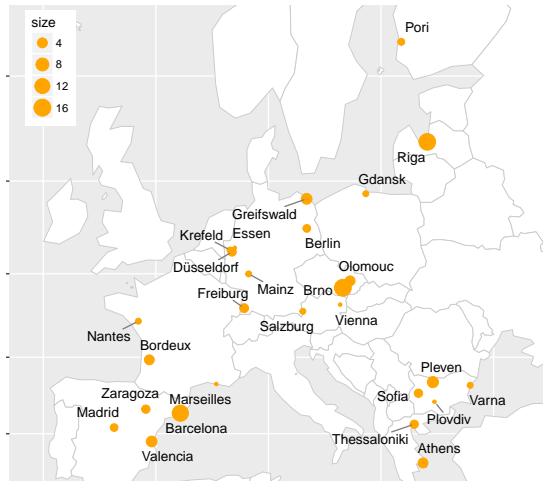 size
4
8
12
16
Pori
Riga
Gdansk
Greifswald
Krefeld
Essen
Berlin
Düsseldorf
Olomouc
Mainz
Brno
Freiburg
Salzburg
Vienna
Nantes
Bordeux
Pleven
Zaragoza
Marseilles
Sofia
Varna
Madrid
Plovdiv
Barcelona
Thessaloniki
Valencia
Athens